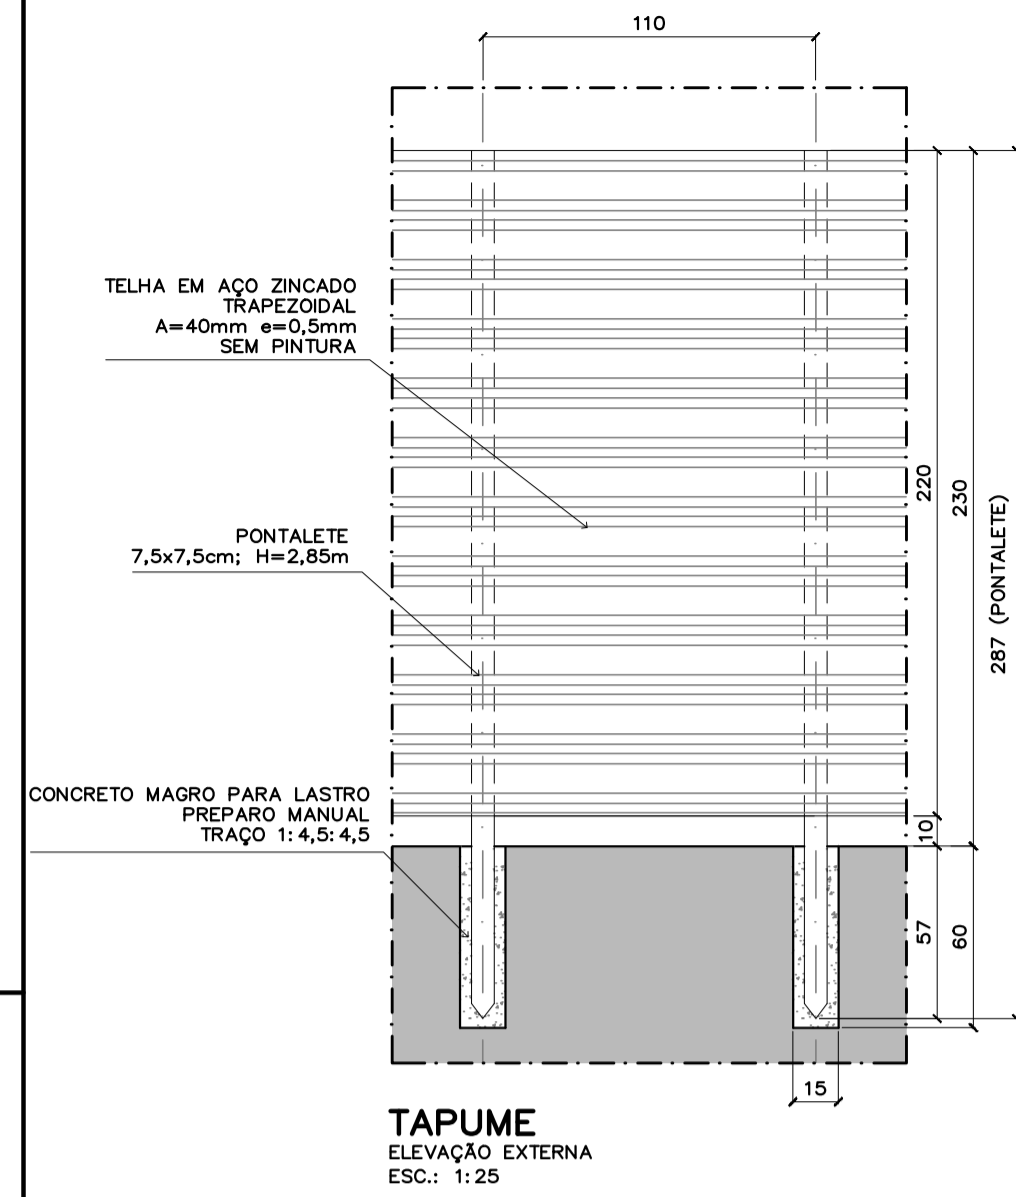 110
TELHA EM AÇO ZINCADO
TRAPEZOIDAL
A=40mm e=0,5mm
SEM PINTURA
PONTALETE
7,5x7,5cm; H=2,85m
CONCRETO MAGRO PARA LASTRO
PREPARO MANUAL
TRAÇO 1:4,5:4,5
220
230
287 (PONTALETE)
10
57
60
15
TAPUME
ELEVAÇÃO EXTERNA
ESC.: 1:25